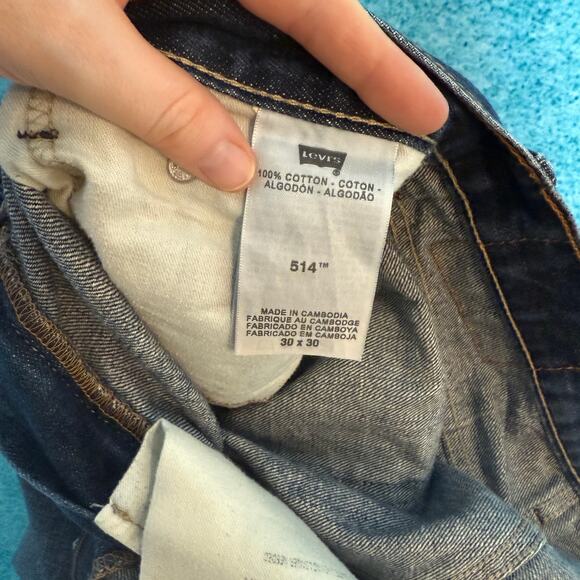 LEVI'S
®
100% COTTON - COTON -
ALGODÓN - ALGODÃO
514™
MADE IN CAMBODIA
FABRIQUE AU CAMBODGE
FABRICADO EN CAMBOYA
FABRICADO EM CAMBOJA
30 x 30